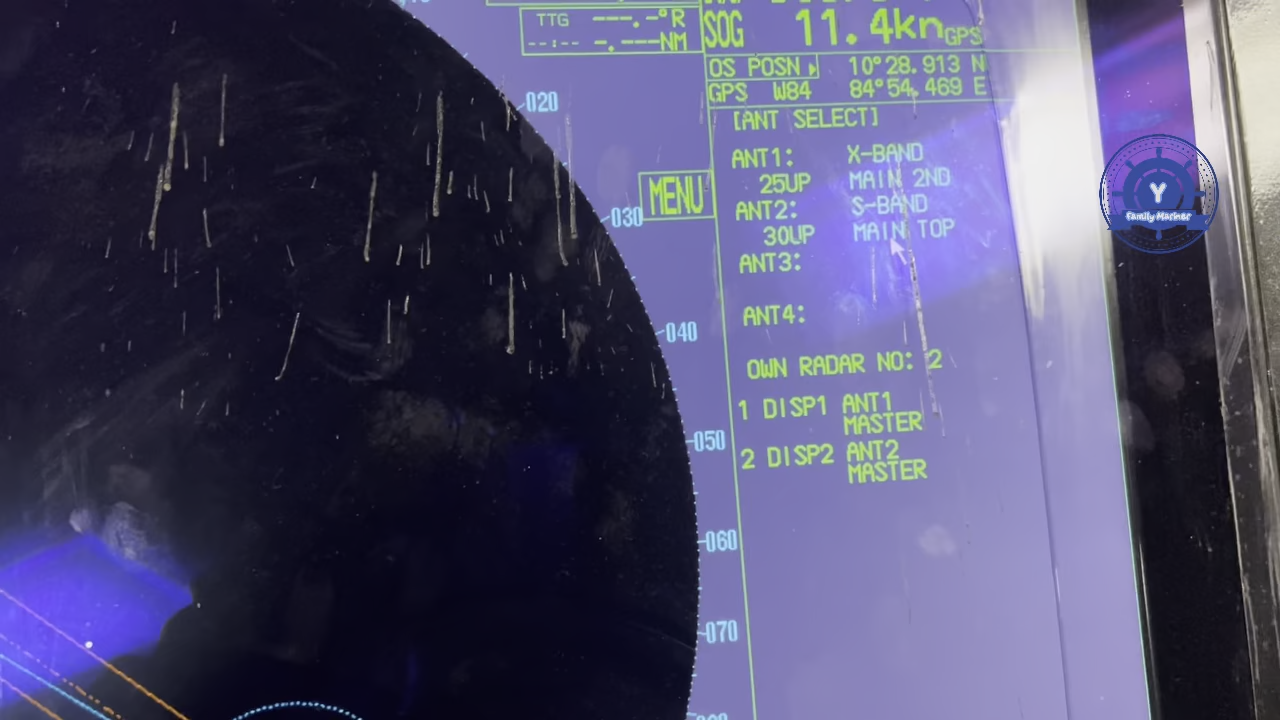 TTG ---.-°R
--:-- -.---NM
SOG 11.4kn GPS
OS POSN 10°28.913 N
GPS W84 84°54.469 E
[ANT SELECT]
ANT1: X-BAND
25UP MAIN 2ND
ANT2: S-BAND
30UP MAIN TOP
ANT3:
ANT4:
OWN RADAR NO: 2
1 DISP1 ANT1
MASTER
2 DISP2 ANT2
MASTER
MENU
020
030
040
050
060
070
Y
Family Mariner